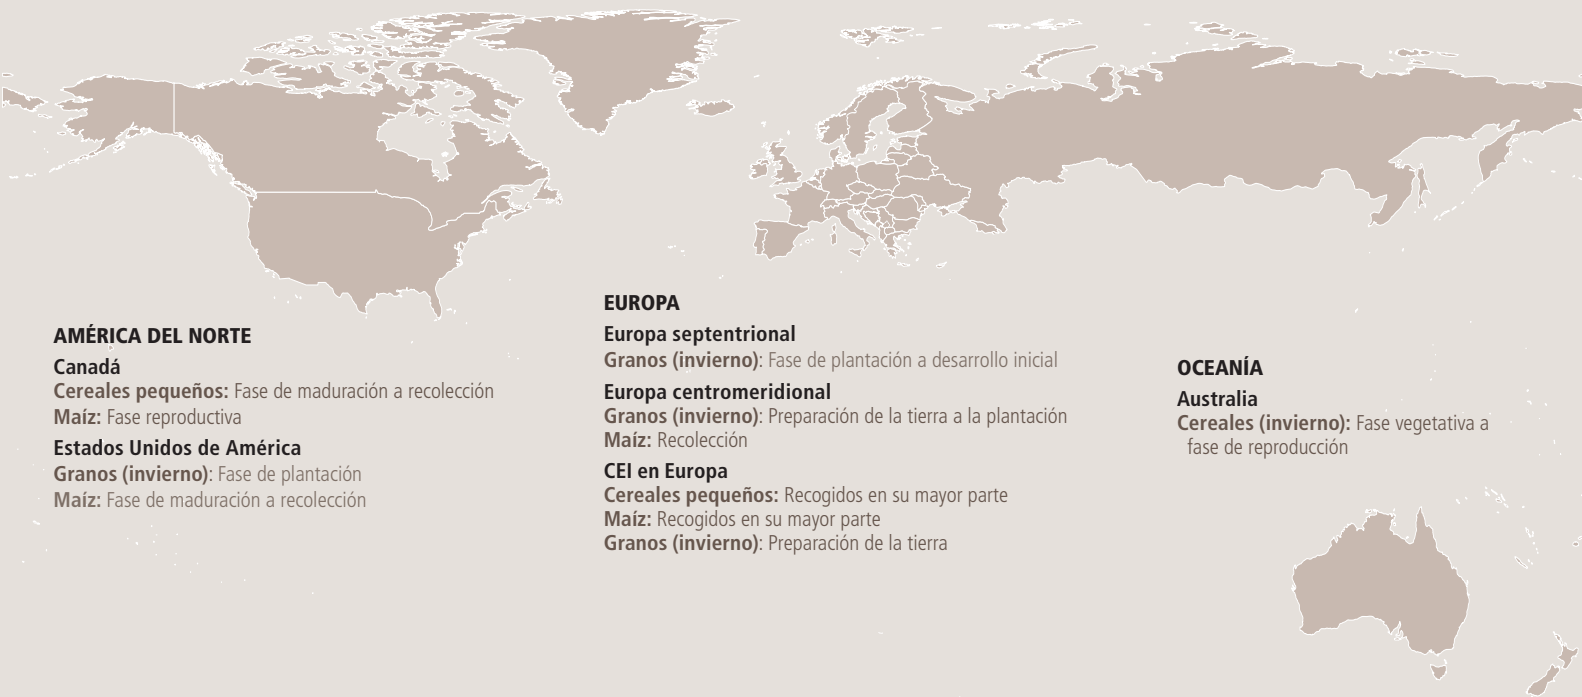 AMÉRICA DEL NORTE
Canadá
Cereales pequeños: Fase de maduración a recolección
Maíz: Fase reproductiva
Estados Unidos de América
Granos (invierno): Fase de plantación
Maíz: Fase de maduración a recolección
EUROPA
Europa septentrional
Granos (invierno): Fase de plantación a desarrollo inicial
Europa centromeridional
Granos (invierno): Preparación de la tierra a la plantación
Maíz: Recolección
CEI en Europa
Cereales pequeños: Recogidos en su mayor parte
Maíz: Recogidos en su mayor parte
Granos (invierno): Preparación de la tierra
OCEANÍA
Australia
Cereales (invierno): Fase vegetativa a
fase de reproducción